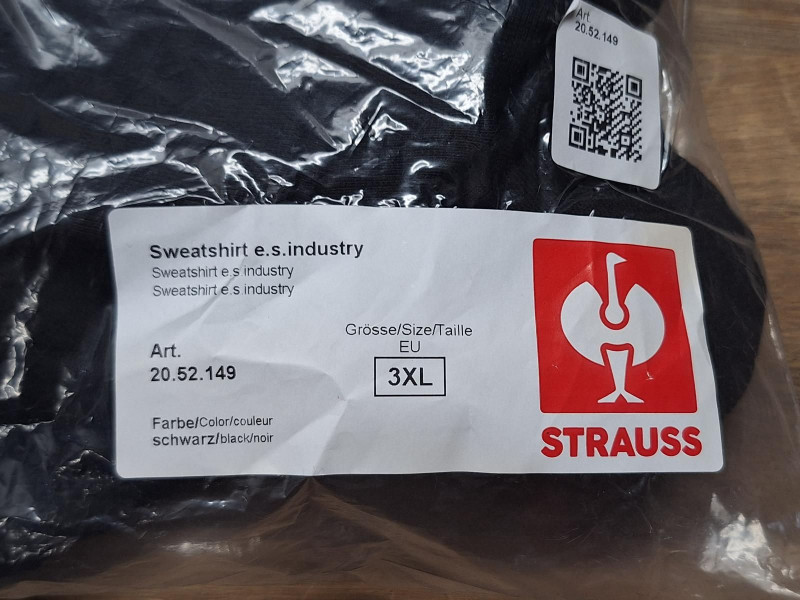 Art.
20.52.149
Sweatshirt e.s.industry
Sweatshirt e.s industry
Sweatshirt e.s industry
Art.
20.52.149
Grösse/Size/Taille
EU
3XL
Farbe/Color/couleur
schwarz/black/noir
STRAUSS